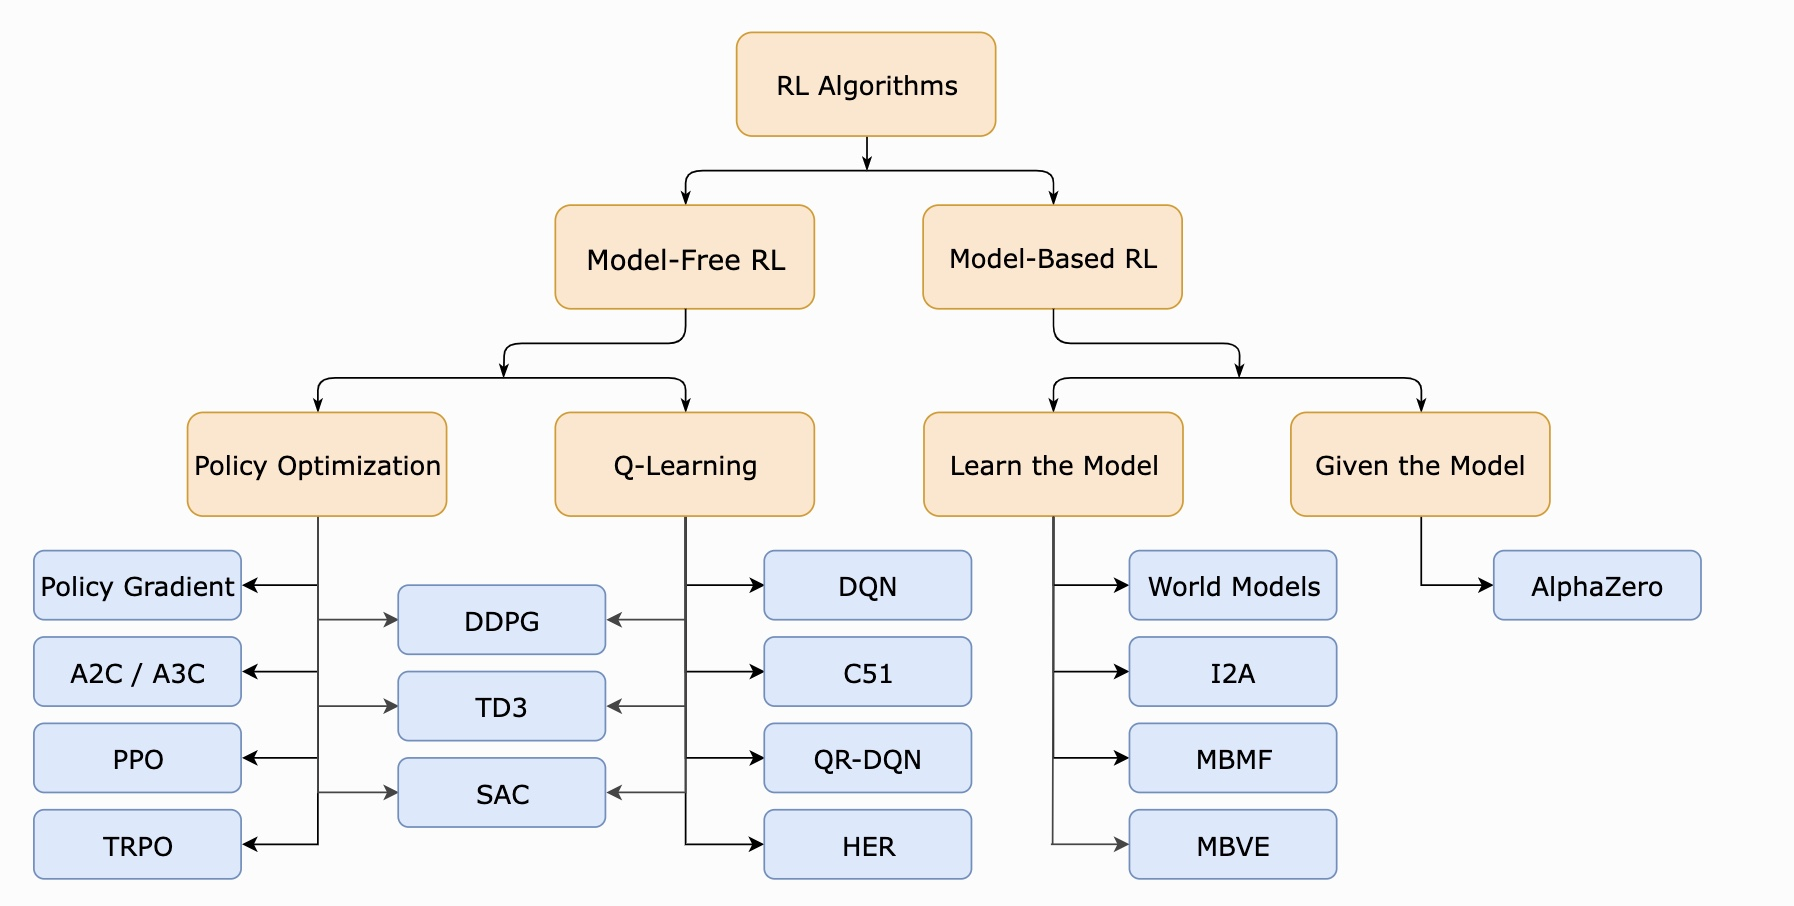 RL Algorithms
Model-Free RL
Model-Based RL
Policy Optimization
Q-Learning
Learn the Model
Given the Model
Policy Gradient
A2C / A3C
PPO
TRPO
DDPG
TD3
SAC
DQN
C51
QR-DQN
HER
World Models
I2A
MBMF
MBVE
AlphaZero